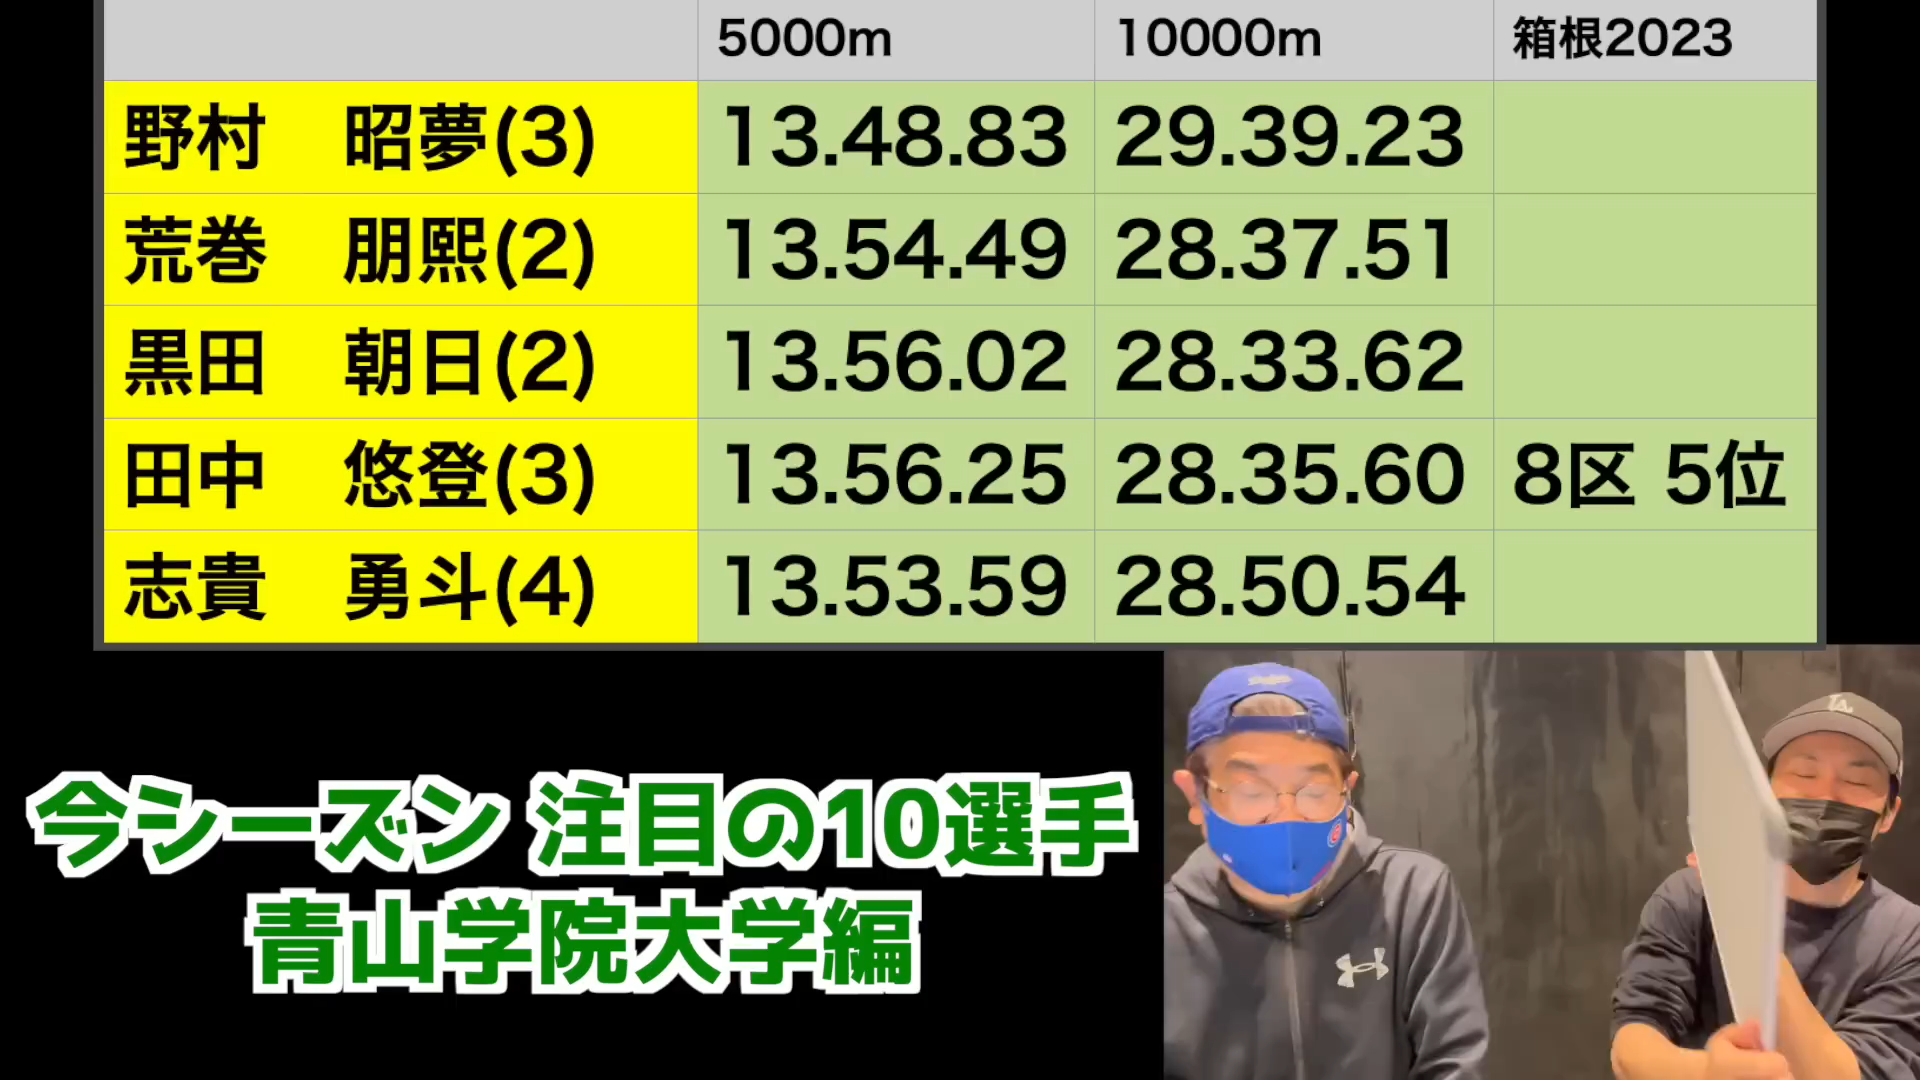 5000m 10000m 箱根2023
野村 昭夢(3) 13.48.83 29.39.23
荒巻 朋熙(2) 13.54.49 28.37.51
黒田 朝日(2) 13.56.02 28.33.62
田中 悠登(3) 13.56.25 28.35.60 8区 5位
志貴 勇斗(4) 13.53.59 28.50.54
今シーズン 注目の10選手
青山学院大学編
LA